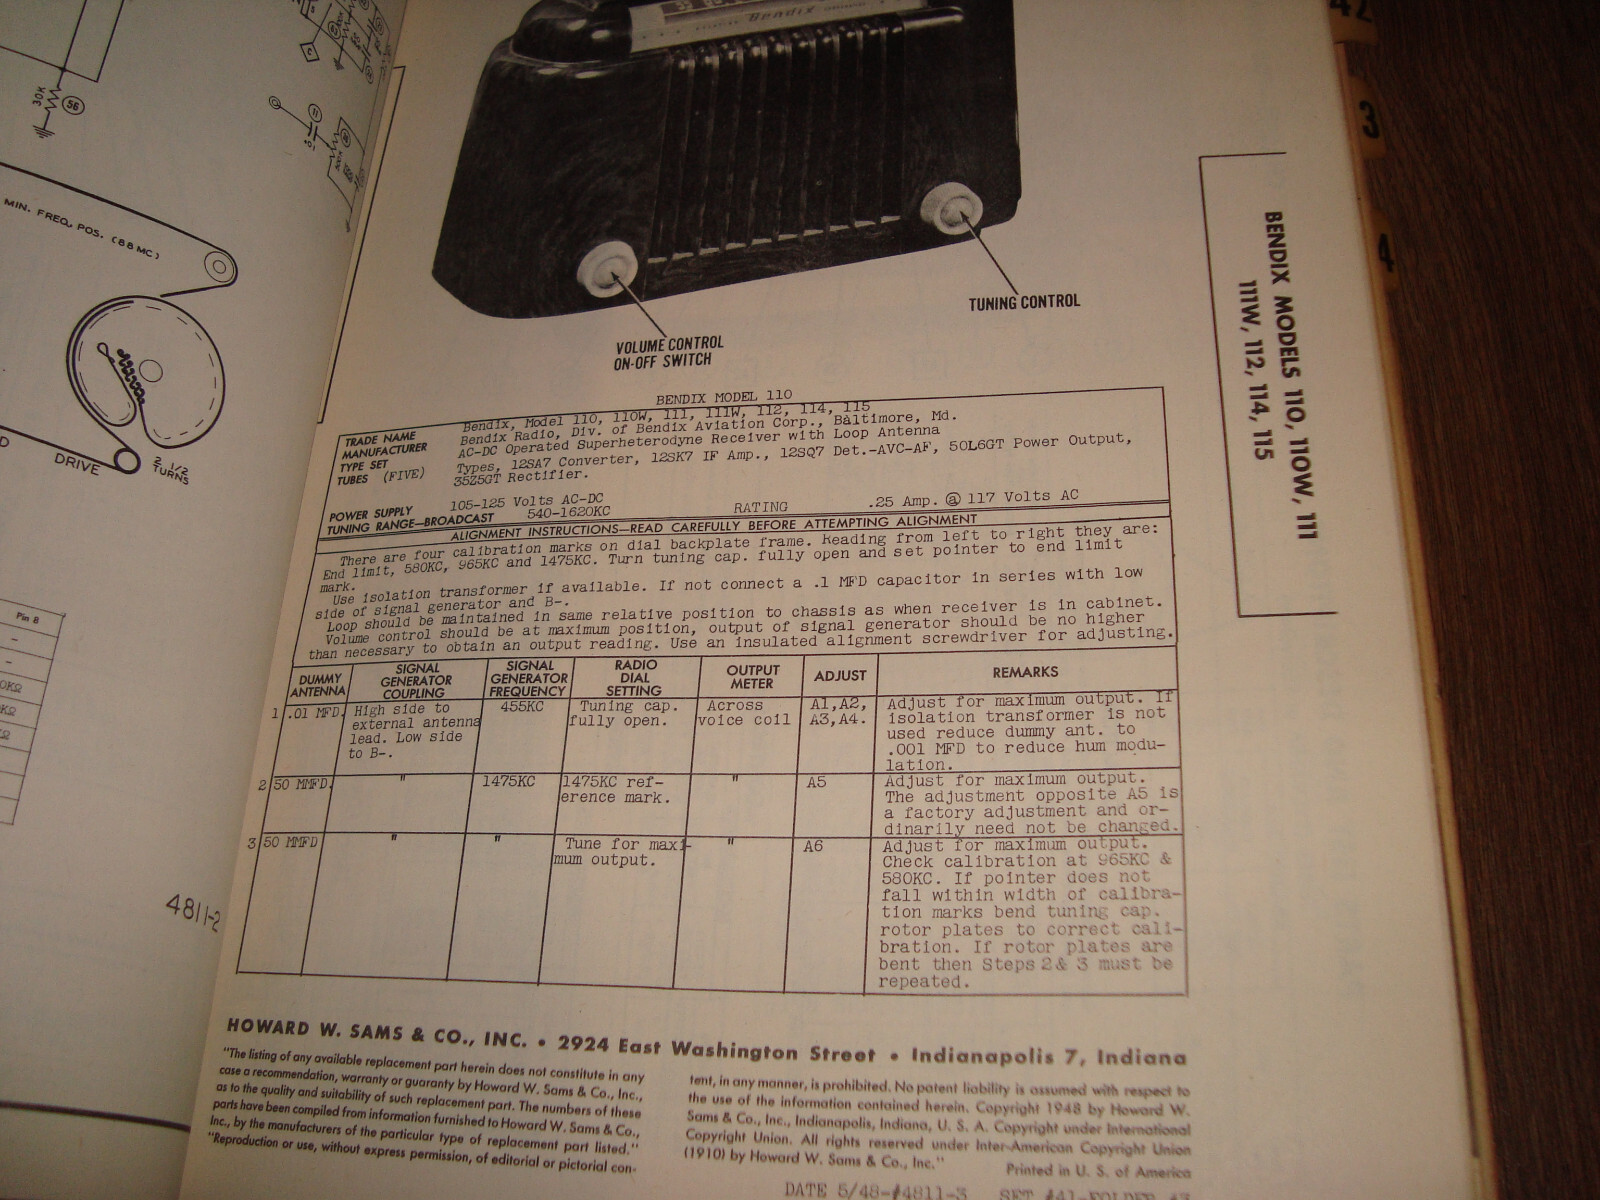 30K
56
11
MIN. FREQ. POS. (88 MC)
DRIVE
2 1/2
TURNS
Pin 8
4811-2
Bendix
TUNING CONTROL
VOLUME CONTROL
ON-OFF SWITCH
BENDIX MODEL 110
TRADE NAME Bendix, Model 110, 110W, 111, 111W, 112, 114, 115
MANUFACTURER Bendix Radio, Div. of Bendix Aviation Corp., Baltimore, Md.
TYPE SET AC-DC Operated Superheterodyne Receiver with Loop Antenna
TUBES (FIVE) Types, 12SA7 Converter, 12SK7 IF Amp., 12SQ7 Det.-AVC-AF, 50L6GT Power Output,
35Z5GT Rectifier.
POWER SUPPLY 105-125 Volts AC-DC RATING .25 Amp. @ 117 Volts AC
TUNING RANGE—BROADCAST 540-1620KC
ALIGNMENT INSTRUCTIONS—READ CAREFULLY BEFORE ATTEMPTING ALIGNMENT
There are four calibration marks on dial backplate frame. Reading from left to right they are:
End limit, 580KC, 965KC and 1475KC. Turn tuning cap. fully open and set pointer to end limit
mark.
Use isolation transformer if available. If not connect a .1 MFD capacitor in series with low
side of signal generator and B-.
Loop should be maintained in same relative position to chassis as when receiver is in cabinet.
Volume control should be at maximum position, output of signal generator should be no higher
than necessary to obtain an output reading. Use an insulated alignment screwdriver for adjusting.
DUMMY
ANTENNA
SIGNAL
GENERATOR
COUPLING
SIGNAL
GENERATOR
FREQUENCY
RADIO
DIAL
SETTING
OUTPUT
METER
ADJUST
REMARKS
1 .01 MFD.
High side to
external antenna
lead. Low side
to B-.
455KC
Tuning cap.
fully open.
Across
voice coil
A1,A2,
A3,A4.
Adjust for maximum output. If
isolation transformer is not
used reduce dummy ant. to
.001 MFD to reduce hum modu-
lation.
2 50 MMFD.
"
1475KC
1475KC ref-
erence mark.
"
A5
Adjust for maximum output.
The adjustment opposite A5 is
a factory adjustment and or-
dinarily need not be changed.
3 50 MMFD
"
"
Tune for maxi-
mum output.
"
A6
Adjust for maximum output.
Check calibration at 965KC &
580KC. If pointer does not
fall within width of calibra-
tion marks bend tuning cap.
rotor plates to correct cali-
bration. If rotor plates are
bent then Steps 2 & 3 must be
repeated.
HOWARD W. SAMS & CO., INC. • 2924 East Washington Street • Indianapolis 7, Indiana
"The listing of any available replacement part herein does not constitute in any
case a recommendation, warranty or guaranty by Howard W. Sams & Co., Inc.,
as to the quality and suitability of such replacement part. The numbers of these
parts have been compiled from information furnished to Howard W. Sams & Co.,
Inc., by the manufacturers of the particular type of replacement part listed."
"Reproduction or use, without express permission, of editorial or pictorial con-
tent, in any manner, is prohibited. No patent liability is assumed with respect to
the use of the information contained herein. Copyright 1948 by Howard W.
Sams & Co., Inc., Indianapolis, Indiana, U. S. A. Copyright under International
Copyright Union. All rights reserved under Inter-American Copyright Union
(1910) by Howard W. Sams & Co., Inc."
Printed in U. S. of America
DATE 5/48-#4811-3 SET #41-FOLDER #3
BENDIX MODELS 110, 110W, 111
111W, 112, 114, 115
42
3
4